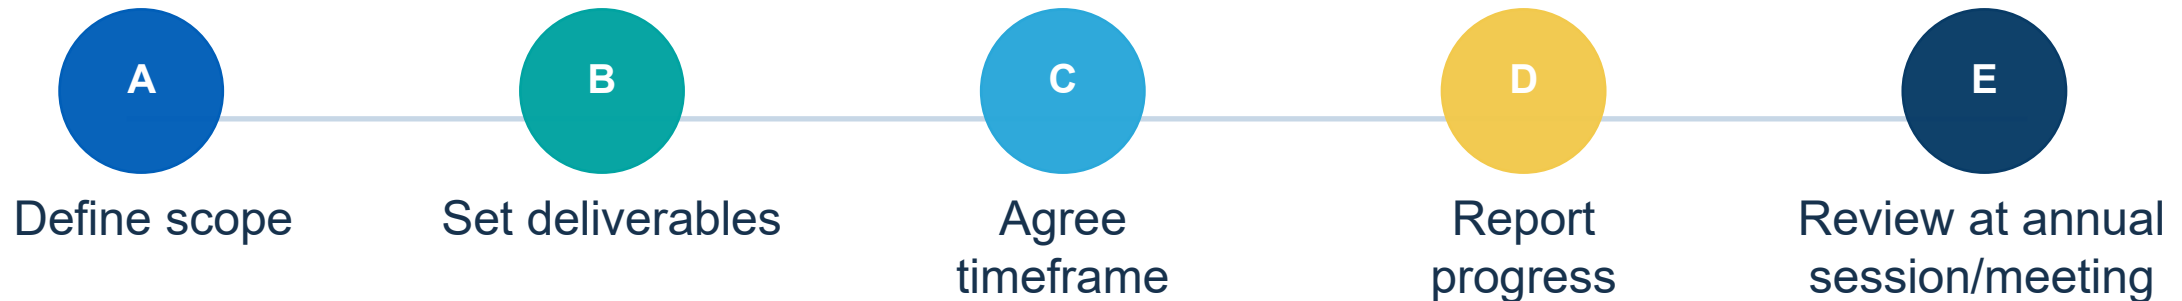 A
B
C
D
E
Define scope
Set deliverables
Agree
timeframe
Report
progress
Review at annual
session/meeting